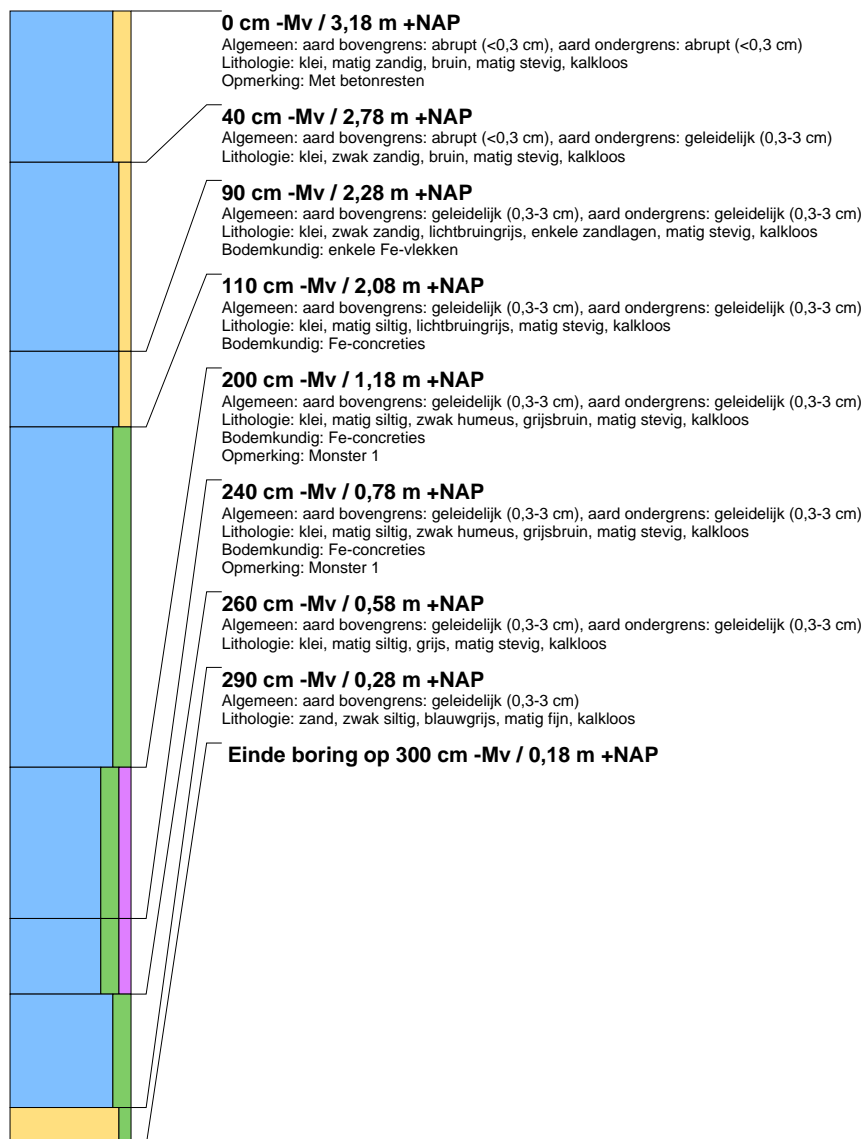 0 cm -Mv / 3,18 m +NAP
Algemeen: aard bovengrens: abrupt (<0,3 cm), aard ondergrens: abrupt (<0,3 cm)
Lithologie: klei, matig zandig, bruin, matig stevig, kalkloos
Opmerking: Met betonresten
40 cm -Mv / 2,78 m +NAP
Algemeen: aard bovengrens: abrupt (<0,3 cm), aard ondergrens: geleidelijk (0,3-3 cm)
Lithologie: klei, zwak zandig, bruin, matig stevig, kalkloos
90 cm -Mv / 2,28 m +NAP
Algemeen: aard bovengrens: geleidelijk (0,3-3 cm), aard ondergrens: geleidelijk (0,3-3 cm)
Lithologie: klei, zwak zandig, lichtbruingrijs, enkele zandlagen, matig stevig, kalkloos
Bodemkundig: enkele Fe-vlekken
110 cm -Mv / 2,08 m +NAP
Algemeen: aard bovengrens: geleidelijk (0,3-3 cm), aard ondergrens: geleidelijk (0,3-3 cm)
Lithologie: klei, matig siltig, lichtbruingrijs, matig stevig, kalkloos
Bodemkundig: Fe-concreties
200 cm -Mv / 1,18 m +NAP
Algemeen: aard bovengrens: geleidelijk (0,3-3 cm), aard ondergrens: geleidelijk (0,3-3 cm)
Lithologie: klei, matig siltig, zwak humeus, grijsbruin, matig stevig, kalkloos
Bodemkundig: Fe-concreties
Opmerking: Monster 1
240 cm -Mv / 0,78 m +NAP
Algemeen: aard bovengrens: geleidelijk (0,3-3 cm), aard ondergrens: geleidelijk (0,3-3 cm)
Lithologie: klei, matig siltig, zwak humeus, grijsbruin, matig stevig, kalkloos
Bodemkundig: Fe-concreties
Opmerking: Monster 1
260 cm -Mv / 0,58 m +NAP
Algemeen: aard bovengrens: geleidelijk (0,3-3 cm), aard ondergrens: geleidelijk (0,3-3 cm)
Lithologie: klei, matig siltig, grijs, matig stevig, kalkloos
290 cm -Mv / 0,28 m +NAP
Algemeen: aard bovengrens: geleidelijk (0,3-3 cm)
Lithologie: zand, zwak siltig, blauwgrijs, matig fijn, kalkloos
Einde boring op 300 cm -Mv / 0,18 m +NAP